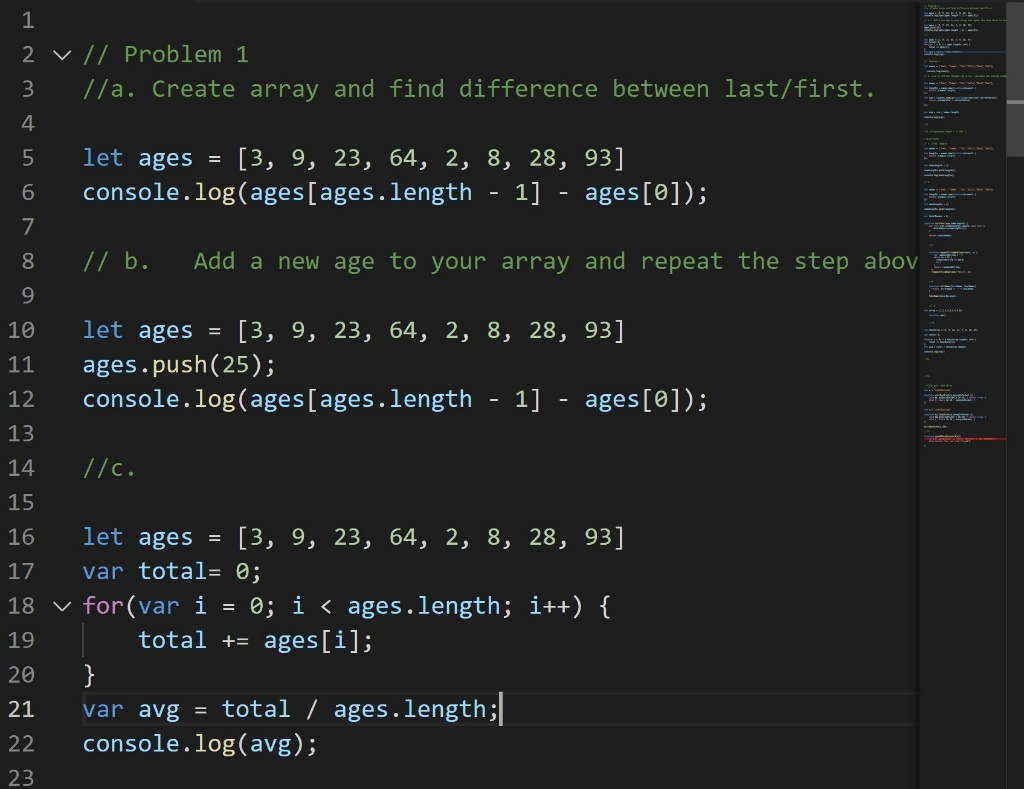 1
2 // Problem 1
3 //a. Create array and find difference between last/first.
4
5 let ages = [3, 9, 23, 64, 2, 8, 28, 93]
6 console.log(ages[ages.length - 1] - ages[0]);
7
8 // b.   Add a new age to your array and repeat the step abov
9
10 let ages = [3, 9, 23, 64, 2, 8, 28, 93]
11 ages.push(25);
12 console.log(ages[ages.length - 1] - ages[0]);
13
14 //c.
15
16 let ages = [3, 9, 23, 64, 2, 8, 28, 93]
17 var total= 0;
18 for(var i = 0; i < ages.length; i++) {
19     total += ages[i];
20 }
21 var avg = total / ages.length;
22 console.log(avg);
23